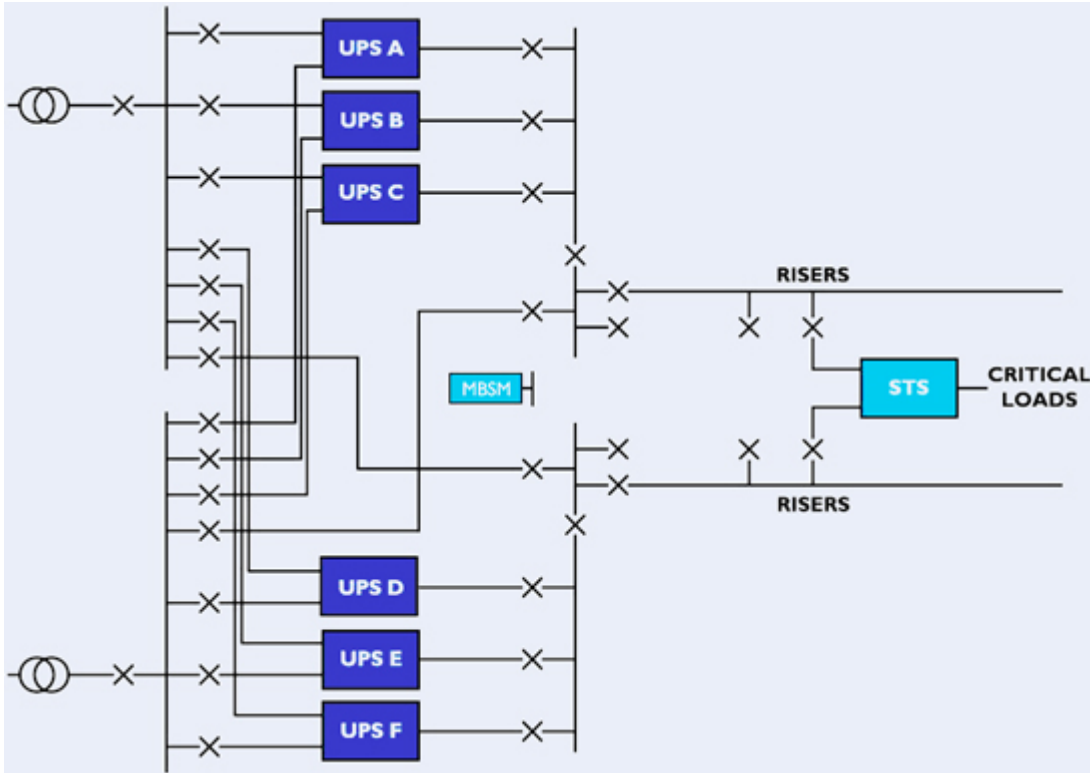 UPS A
UPS B
UPS C
RISERS
MBSM
STS
CRITICAL
LOADS
RISERS
UPS D
UPS E
UPS F